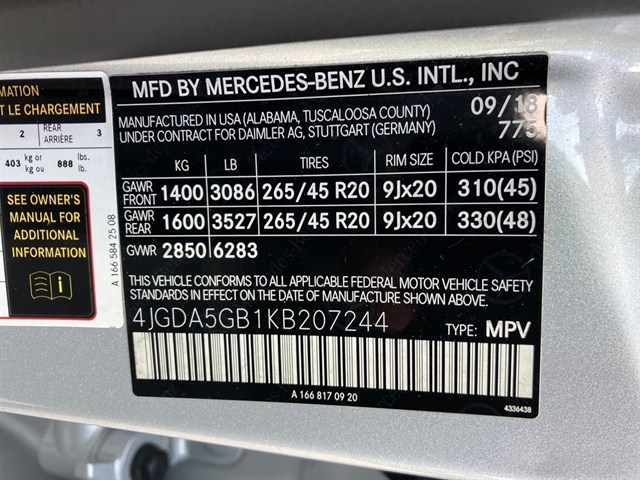 MATION
T LE CHARGEMENT
2 REAR ARRIÈRE 3
403 kg or kg ou 888 lbs. lb.
SEE OWNER'S
MANUAL FOR
ADDITIONAL
INFORMATION
A 166 584 25 08
MFD BY MERCEDES-BENZ U.S. INTL., INC
MANUFACTURED IN USA (ALABAMA, TUSCALOOSA COUNTY) 09/18
UNDER CONTRACT FOR DAIMLER AG, STUTTGART (GERMANY) 775
KG LB TIRES RIM SIZE COLD KPA (PSI)
GAWR FRONT 1400 3086 265/45 R20 9Jx20 310(45)
GAWR REAR 1600 3527 265/45 R20 9Jx20 330(48)
GVWR 2850 6283
THIS VEHICLE CONFORMS TO ALL APPLICABLE FEDERAL MOTOR VEHICLE SAFETY
STANDARDS IN EFFECT ON THE DATE OF MANUFACTURE SHOWN ABOVE.
4JGDA5GB1KB207244 TYPE: MPV
A 166 817 09 20
4336438